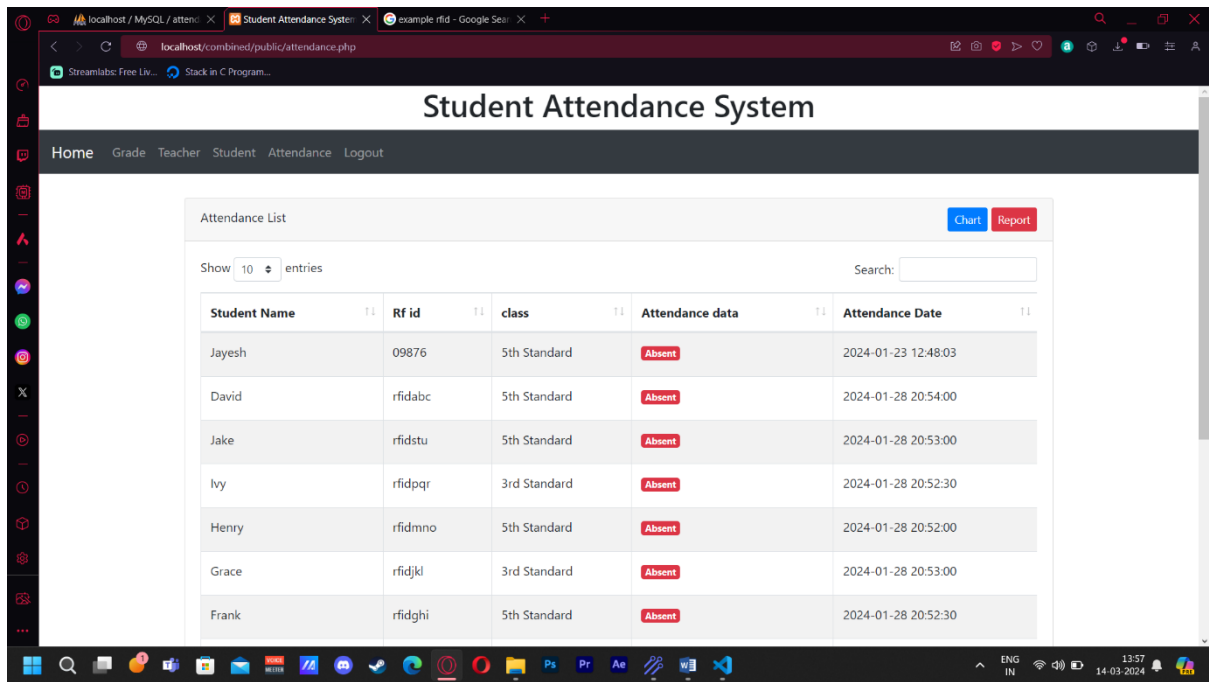 localhost / MySQL / attend
Student Attendance System
example rfid - Google Sear
localhost/combined/public/attendance.php
Streamlabs: Free Liv... Stack in C Program...
Student Attendance System
Home Grade Teacher Student Attendance Logout
Attendance List Chart Report
Show 10 entries Search:
Student Name Rf id class Attendance data Attendance Date
Jayesh 09876 5th Standard Absent 2024-01-23 12:48:03
David rfidabc 5th Standard Absent 2024-01-28 20:54:00
Jake rfidstu 5th Standard Absent 2024-01-28 20:53:00
Ivy rfidpqr 3rd Standard Absent 2024-01-28 20:52:30
Henry rfidmno 5th Standard Absent 2024-01-28 20:52:00
Grace rfidjkl 3rd Standard Absent 2024-01-28 20:53:00
Frank rfidghi 5th Standard Absent 2024-01-28 20:52:30
VOICE MEETER Ps Pr Ae ENG 13:57
IN 14-03-2024